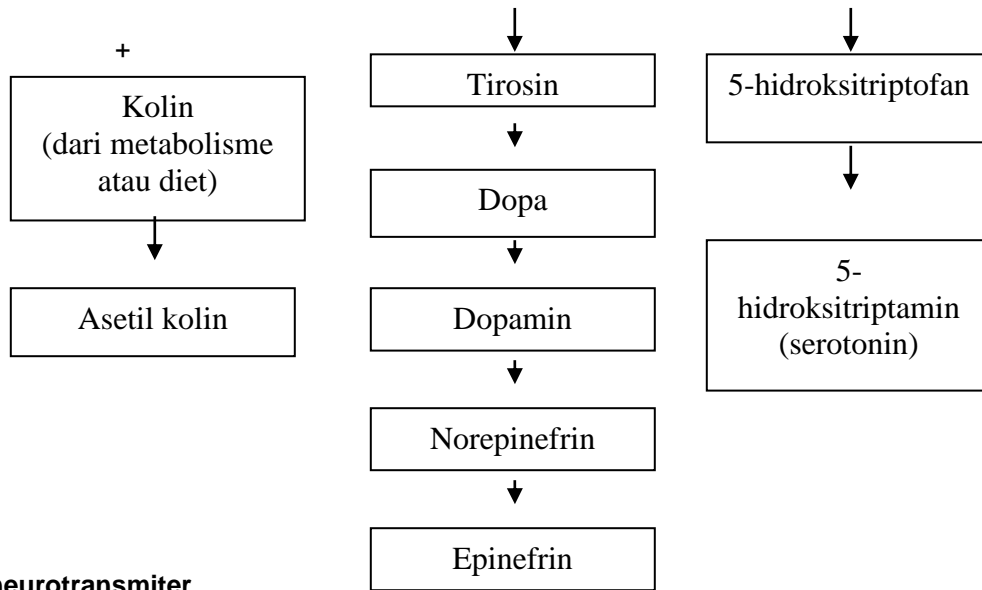 +
Kolin
(dari metabolisme
atau diet)
Asetil kolin
Tirosin
Dopa
Dopamin
Norepinefrin
Epinefrin
5-hidroksitriptofan
5-
hidroksitriptamin
(serotonin)
neurotransmiter